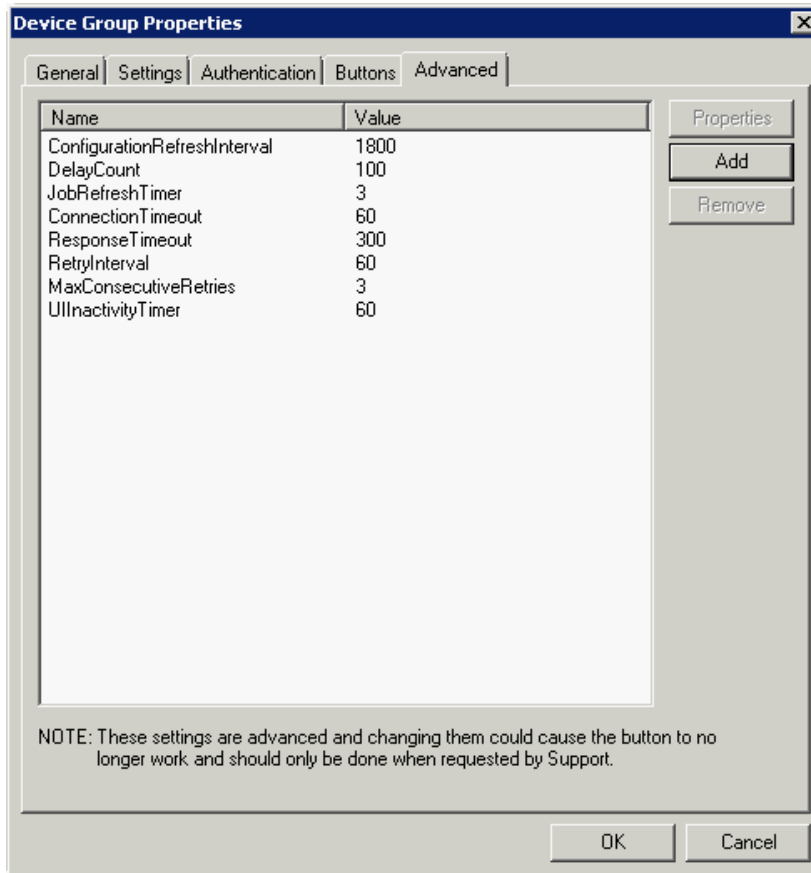 Device Group Properties
General Settings Authentication Buttons Advanced
Name Value
ConfigurationRefreshInterval 1800
DelayCount 100
JobRefreshTimer 3
ConnectionTimeout 60
ResponseTimeout 300
RetryInterval 60
MaxConsecutiveRetries 3
UIInactivityTimer 60
Properties
Add
Remove
NOTE: These settings are advanced and changing them could cause the button to no
longer work and should only be done when requested by Support.
OK Cancel